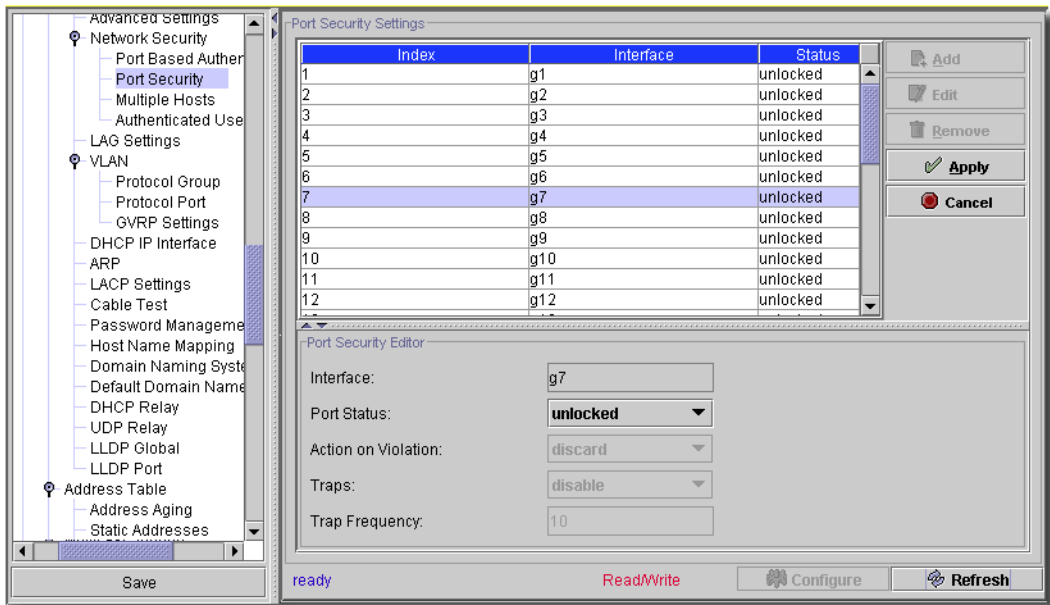 Advanced Settings
Network Security
Port Based Auther
Port Security
Multiple Hosts
Authenticated Use
LAG Settings
VLAN
Protocol Group
Protocol Port
GVRP Settings
DHCP IP Interface
ARP
LACP Settings
Cable Test
Password Manageme
Host Name Mapping
Domain Naming Syste
Default Domain Name
DHCP Relay
UDP Relay
LLDP Global
LLDP Port
Address Table
Address Aging
Static Addresses
Save
Port Security Settings
Index Interface Status
1 g1 unlocked
2 g2 unlocked
3 g3 unlocked
4 g4 unlocked
5 g5 unlocked
6 g6 unlocked
7 g7 unlocked
8 g8 unlocked
9 g9 unlocked
10 g10 unlocked
11 g11 unlocked
12 g12 unlocked
Add
Edit
Remove
Apply
Cancel
Port Security Editor
Interface: g7
Port Status: unlocked
Action on Violation: discard
Traps: disable
Trap Frequency: 10
ready Read/Write Configure Refresh